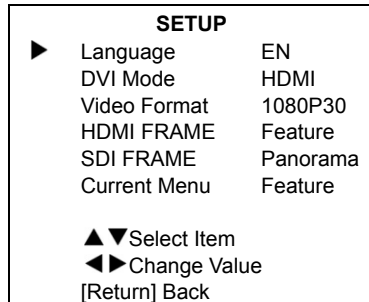 SETUP
▶ Language EN
DVI Mode HDMI
Video Format 1080P30
HDMI FRAME Feature
SDI FRAME Panorama
Current Menu Feature
▲▼Select Item
◀▶Change Value
[Return] Back